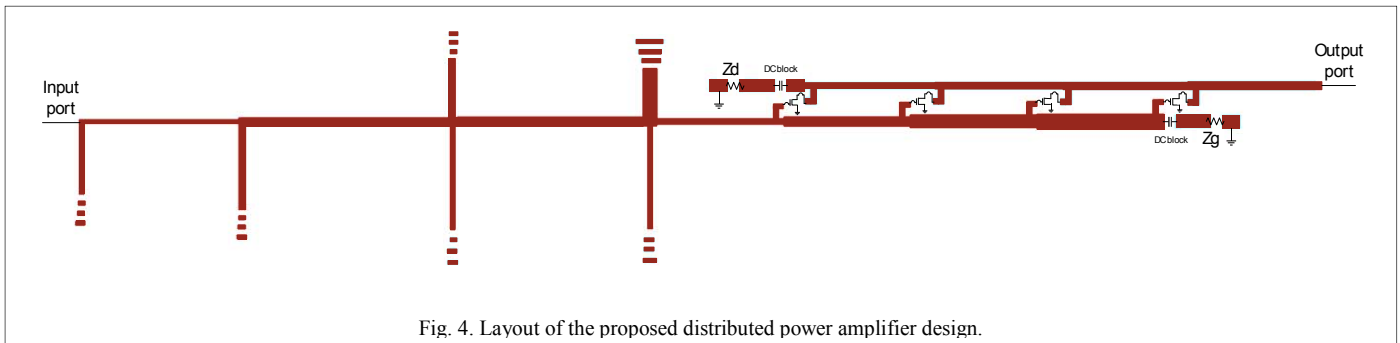 Input
port
Zd
DCblock
Output
port
DCblock
Zg
Fig. 4. Layout of the proposed distributed power amplifier design.